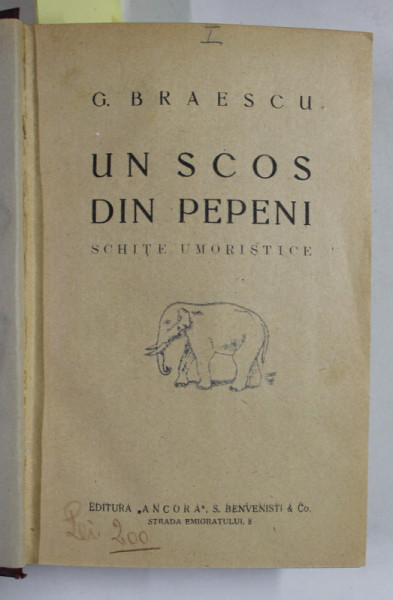 I
G. BRAESCU
UN SCOS
DIN PEPENI
SCHIȚE UMORISTICE
EDITURA „ANCORA", S. BENVENISTI & Co.
STRADA EMIGRATULUI, 8
Lei 200